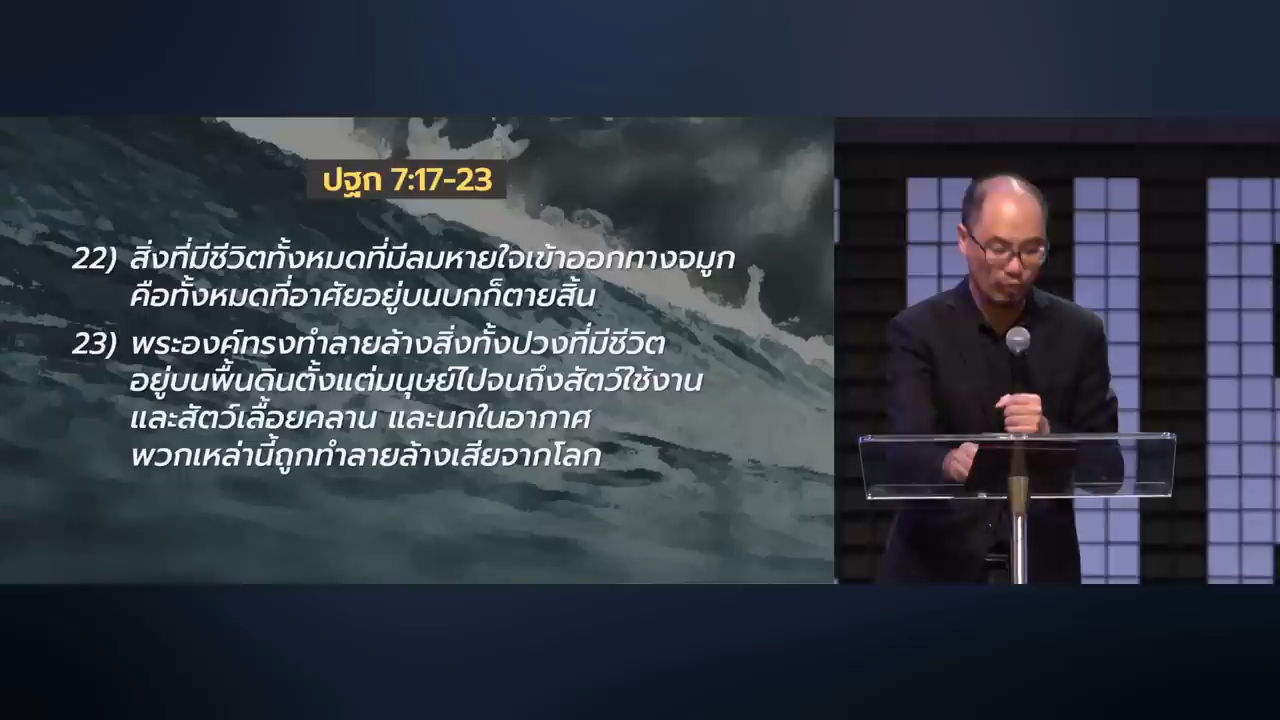 ปฐก 7:17-23
22) สิ่งที่มีชีวิตทั้งหมดที่มีลมหายใจเข้าออกทางจมูก
คือทั้งหมดที่อาศัยอยู่บนบกก็ตายสิ้น
23) พระองค์ทรงทำลายล้างสิ่งทั้งปวงที่มีชีวิต
อยู่บนพื้นดินตั้งแต่มนุษย์ไปจนถึงสัตว์ใช้งาน
และสัตว์เลื้อยคลาน และนกในอากาศ
พวกเหล่านี้ถูกทำลายล้างเสียจากโลก